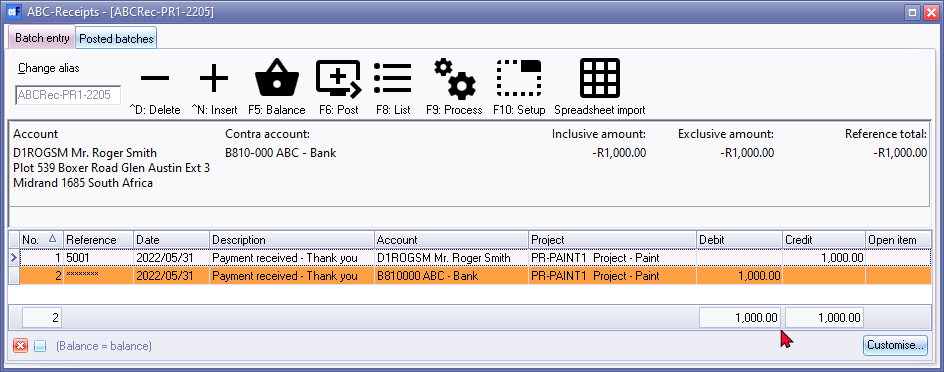 ABC-Receipts - [ABCRec-PR1-2205]
Batch entry Posted batches
Change alias
ABCRec-PR1-2205
^D: Delete ^N: Insert F5: Balance F6: Post F8: List F9: Process F10: Setup Spreadsheet import
Account Contra account: Inclusive amount: Exclusive amount: Reference total:
D1ROGSM Mr. Roger Smith B810-000 ABC - Bank -R1,000.00 -R1,000.00 -R1,000.00
Plot 539 Boxer Road Glen Austin Ext 3
Midrand 1685 South Africa
No. Reference Date Description Account Project Debit Credit Open item
1 5001 2022/05/31 Payment received - Thank you D1ROGSM Mr. Roger Smith PR-PAINT1 Project - Paint 1,000.00
2 ******** 2022/05/31 Payment received - Thank you B810000 ABC - Bank PR-PAINT1 Project - Paint 1,000.00
2 1,000.00 1,000.00
(Balance = balance) Customise...